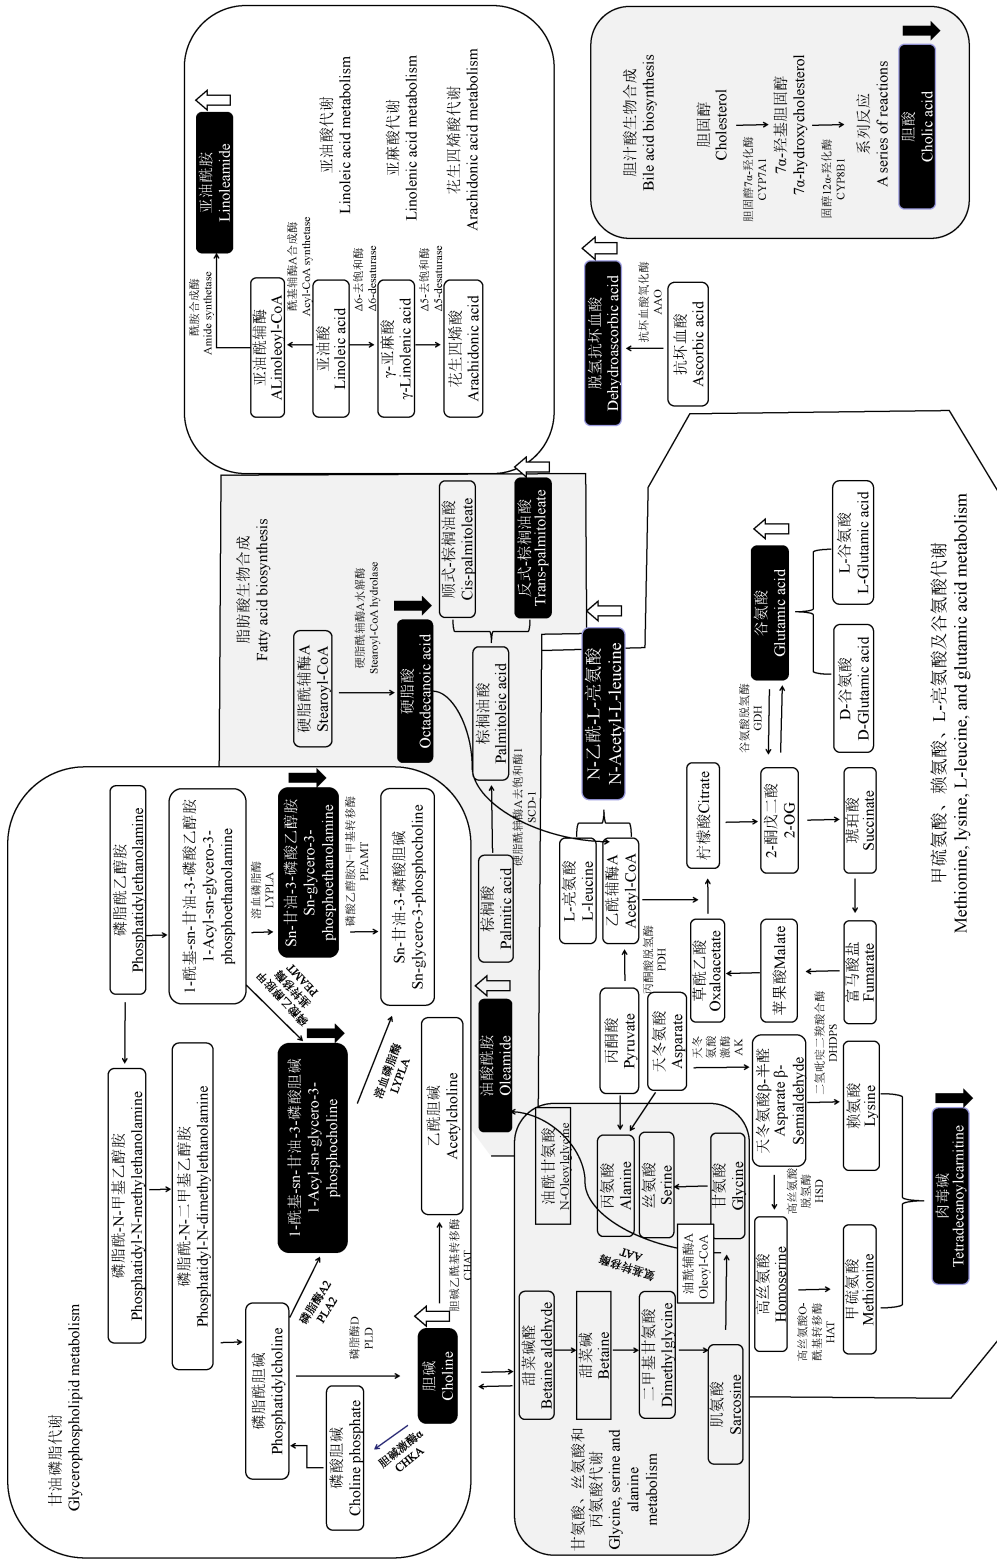 甘油磷脂代谢
Glycerophospholipid metabolism
磷脂酰-N-甲基乙醇胺
Phosphatidyl-N-methylethanolamine
磷脂酰乙醇胺
Phosphatidylethanolamine
磷脂酰-N-二甲基乙醇胺
Phosphatidyl-N-dimethylethanolamine
1-酰基-sn-甘油-3-磷酸乙醇胺
1-Acyl-sn-glycero-3-
phosphoethanolamine
溶血磷脂酶
LYPLA
磷脂酰胆碱
Phosphatidylcholine
磷脂酶A2
PLA2
1-酰基-sn-甘油-3-磷酸胆碱
1-Acyl-sn-glycero-3-
phosphocholine
磷酸乙醇胺甲
基转移酶
PEAMT
Sn-甘油-3-磷酸乙醇胺
Sn-glycero-3-
phosphoethanolamine
磷酸乙醇胺N-甲基转移酶
PEAMT
磷酸胆碱
Choline phosphate
磷脂酶D
PLD
溶血磷脂酶
LYPLA
Sn-甘油-3-磷酸胆碱
Sn-glycero-3-phosphocholine
胆碱激酶α
CHKA
胆碱
Choline
胆碱乙酰基转移酶
CHAT
乙酰胆碱
Acetylcholine
脂肪酸生物合成
Fatty acid biosynthesis
硬脂酰辅酶A
Stearoyl-CoA
硬脂酰辅酶A水解酶
Stearoyl-CoA hydrolase
硬脂酸
Octadecanoic acid
顺式-棕榈油酸
Cis-palmitoleate
棕榈酸
Palmitic acid
硬脂酰辅酶A去饱和酶1
SCD-1
棕榈油酸
Palmitoleic acid
反式-棕榈油酸
Trans-palmitoleate
油酸酰胺
Oleamide
酰胺合成酶
Amide synthetase
亚油酰胺
Linoleamide
亚油酰辅酶
ALinoleoyl-CoA
酰基辅酶A合成酶
Acyl-CoA synthetase
亚油酸
Linoleic acid
亚油酸代谢
Linoleic acid metabolism
Δ6-去饱和酶
Δ6-desaturase
γ-亚麻酸
γ-Linolenic acid
亚麻酸代谢
Linolenic acid metabolism
Δ5-去饱和酶
Δ5-desaturase
花生四烯酸
Arachidonic acid
花生四烯酸代谢
Arachidonic acid metabolism
脱氢抗坏血酸
Dehydroascorbic acid
抗坏血酸氧化酶
AAO
抗坏血酸
Ascorbic acid
胆汁酸生物合成
Bile acid biosynthesis
胆固醇
Cholesterol
胆固醇7α-羟化酶
CYP7A1
7α-羟基胆固醇
7α-hydroxycholesterol
固醇12α-羟化酶
CYP8B1
系列反应
A series of reactions
胆酸
Cholic acid
甘氨酸、丝氨酸和
丙氨酸代谢
Glycine, serine and
alanine
metabolism
甜菜碱醛
Betaine aldehyde
甜菜碱
Betaine
二甲基甘氨酸
Dimethylglycine
肌氨酸
Sarcosine
油酰甘氨酸
N-Oleoylglycine
丙氨酸
Alanine
丝氨酸
Serine
甘氨酸
Glycine
氨基转移酶
AAT
油酰辅酶A
Oleoyl-CoA
N-乙酰-L-亮氨酸
N-Acetyl-L-leucine
L-亮氨酸
L-leucine
乙酰辅酶A
Acetyl-CoA
丙酮酸
Pyruvate
丙酮酸脱氢酶
PDH
天冬氨酸
Asparate
天冬
氨酸
激酶
AK
草酰乙酸
Oxaloacetate
柠檬酸Citrate
苹果酸Malate
2-酮戊二酸
2-OG
谷氨酸脱氢酶
GDH
谷氨酸
Glutamic acid
D-谷氨酸
D-Glutamic acid
L-谷氨酸
L-Glutamic acid
琥珀酸
Succinate
富马酸盐
Fumarate
天冬氨酸β-半醛
Asparate β-
Semialdehyde
二氢吡啶二羧酸合酶
DHDPS
高丝氨酸
脱氢酶
HSD
高丝氨酸
Homoserine
高丝氨酸O-
酰基转移酶
HAT
甲硫氨酸
Methionine
赖氨酸
Lysine
肉毒碱
Tetradecanoylcarnitine
甲硫氨酸、赖氨酸、L-亮氨酸及谷氨酸代谢
Methionine, lysine, L-leucine, and glutamic acid metabolism